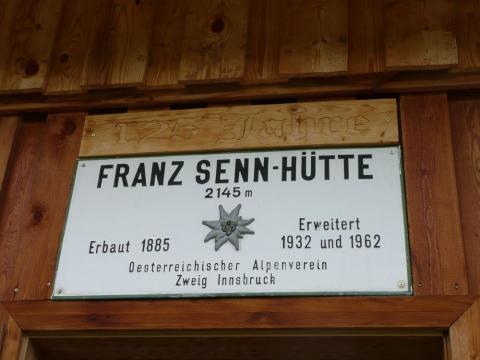 125 Jahre
FRANZ SENN-HÜTTE
2145 m
Erbaut 1885
Erweitert
1932 und 1962
Oesterreichischer Alpenverein
Zweig Innsbruck